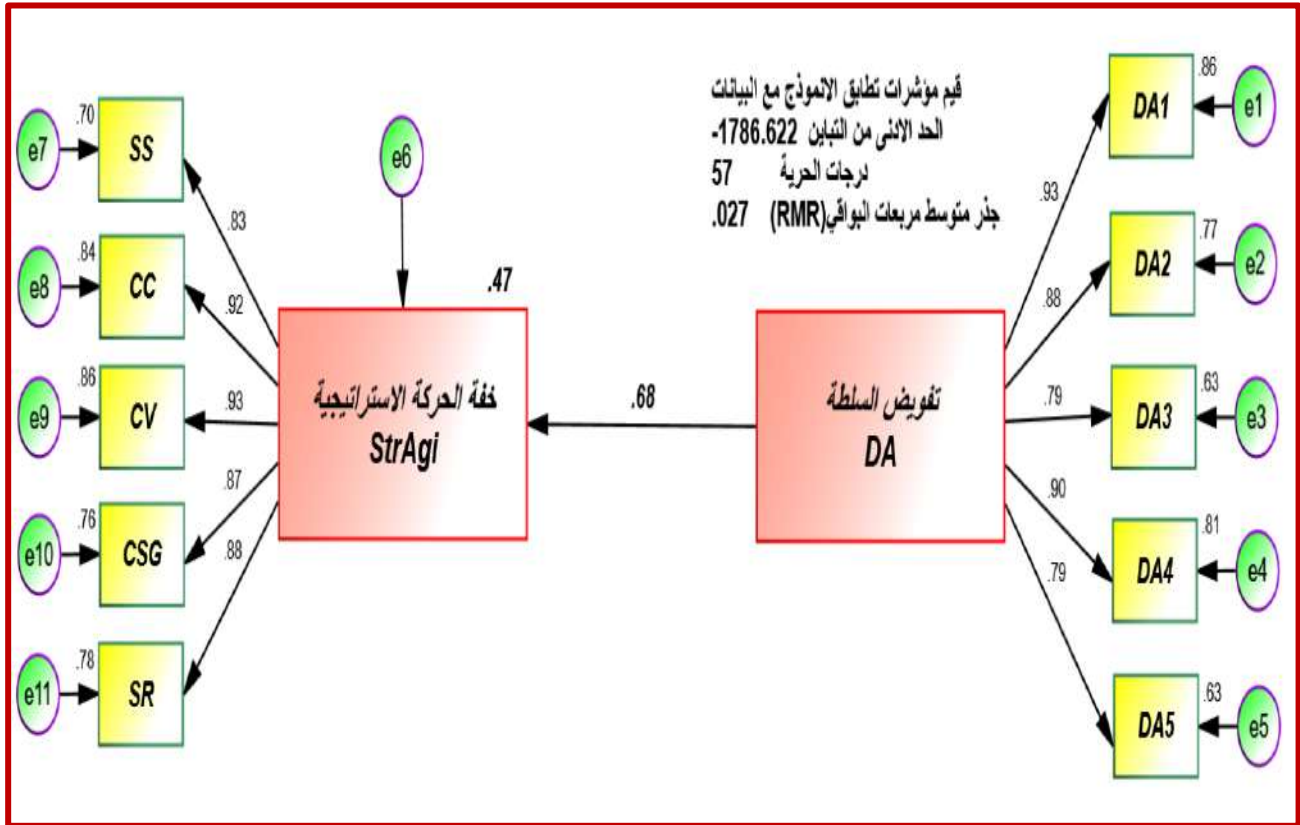 قيم مؤشرات تطابق الانموذج مع البيانات
الحد الادنى من التباين 1786.622-
درجات الحرية 57
جذر متوسط مربعات البواقي(RMR) .027
e7
.70
SS
.83
e8
.84
CC
.92
e9
.86
CV
.93
e10
.76
CSG
.87
e11
.78
SR
.88
e6
.47
خفة الحركة الاستراتيجية
StrAgi
.68
تفويض السلطة
DA
.93
DA1
.86
e1
.88
DA2
.77
e2
.79
DA3
.63
e3
.90
DA4
.81
e4
.79
DA5
.63
e5